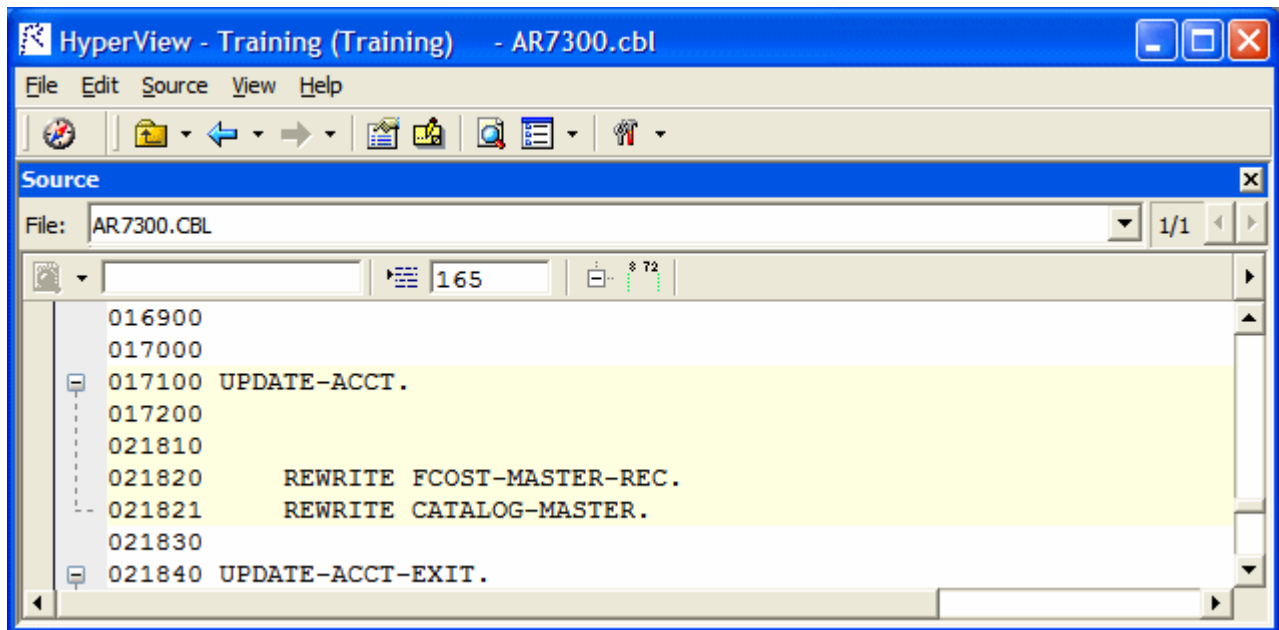 HyperView - Training (Training) - AR7300.cbl
File Edit Source View Help
Source
File: AR7300.CBL 1/1
165 8 72
016900
017000
017100 UPDATE-ACCT.
017200
021810
021820 REWRITE FCOST-MASTER-REC.
021821 REWRITE CATALOG-MASTER.
021830
021840 UPDATE-ACCT-EXIT.